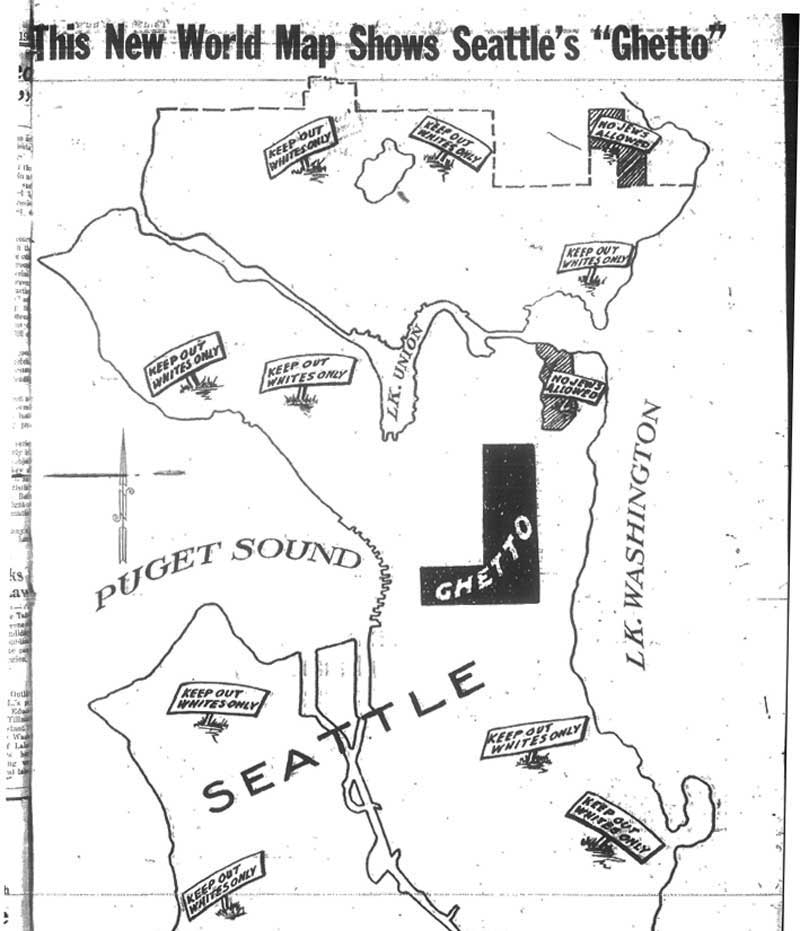 This New World Map Shows Seattle's "Ghetto"
KEEP OUT
WHITES ONLY
KEEP OUT
WHITES ONLY
NO JEWS
ALLOWED
KEEP OUT
WHITES ONLY
KEEP OUT
WHITES ONLY
KEEP OUT
WHITES ONLY
LK. UNION
NO JEWS
ALLOWED
LK. WASHINGTON
GHETTO
PUGET SOUND
KEEP OUT
WHITES ONLY
SEATTLE
KEEP OUT
WHITES ONLY
KEEP OUT
WHITES ONLY
KEEP OUT
WHITES ONLY